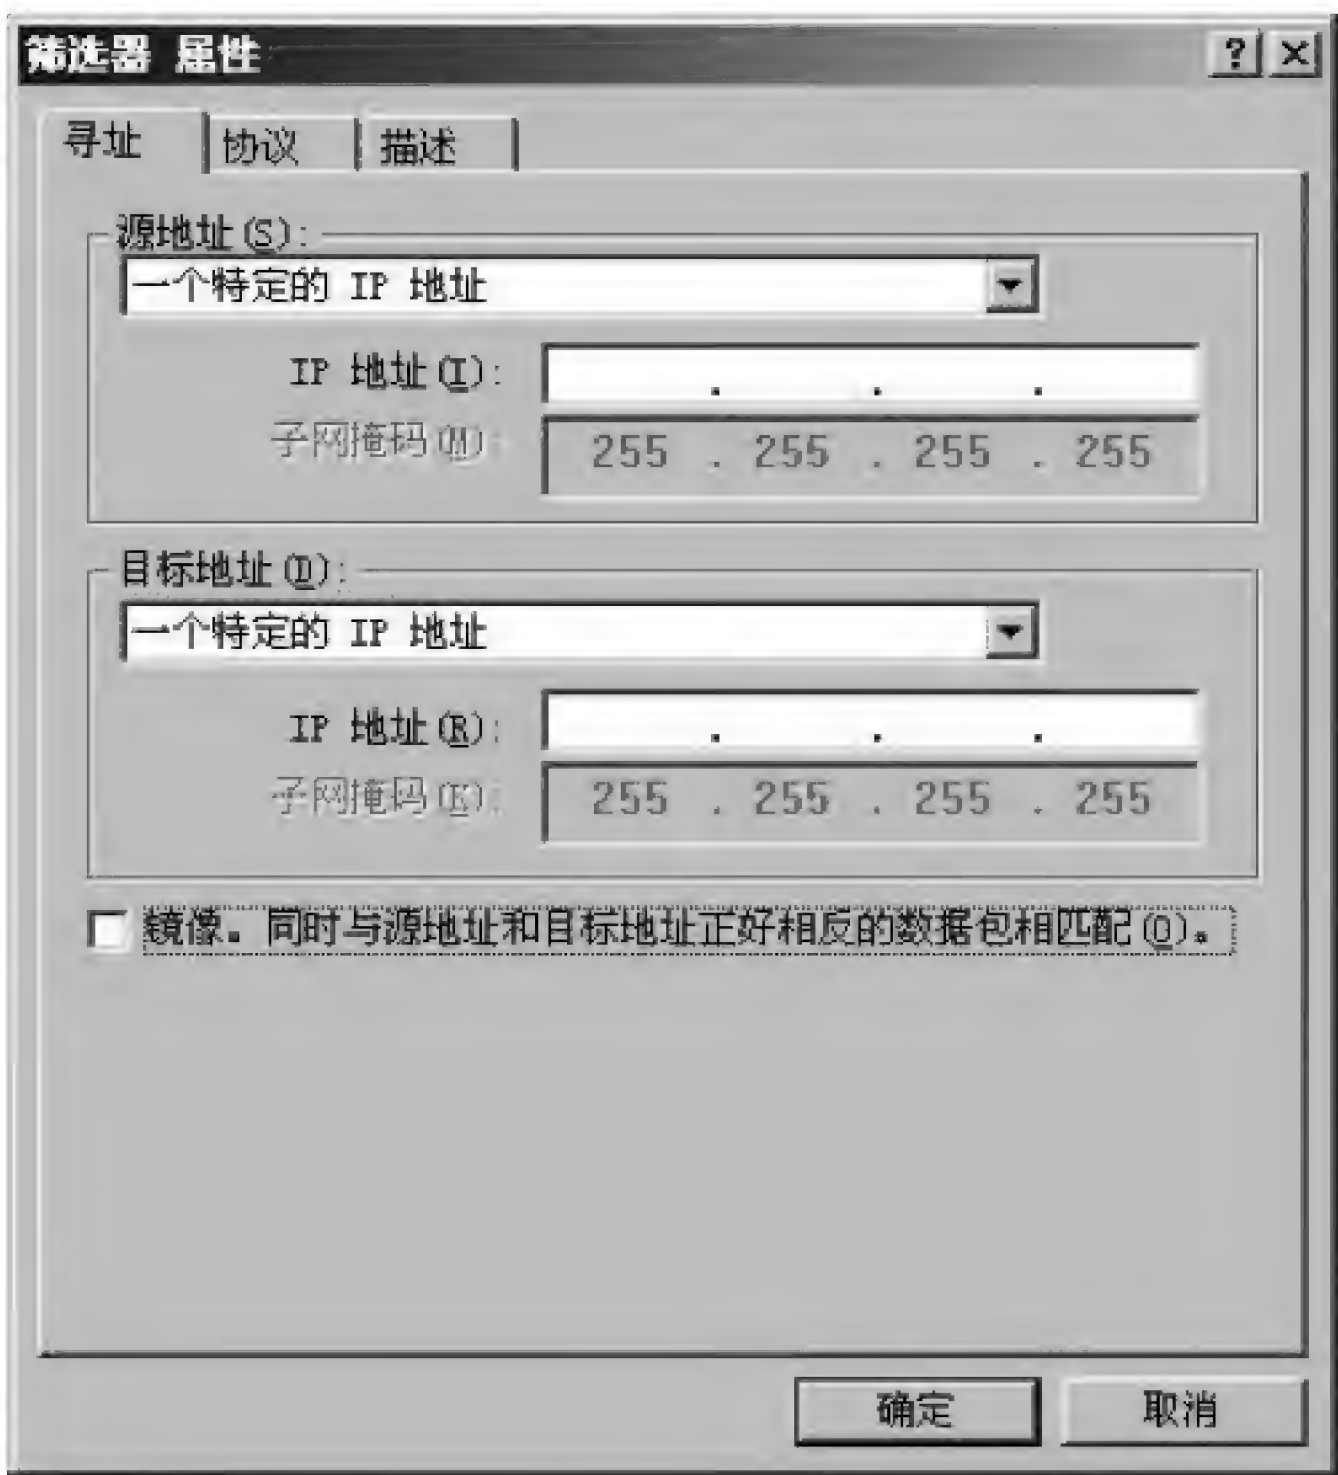 筛选器 属性
寻址 协议 描述
源地址(S):
一个特定的 IP 地址
IP 地址(I): . . .
子网掩码(M): 255 . 255 . 255 . 255
目标地址(D):
一个特定的 IP 地址
IP 地址(R): . . .
子网掩码(K): 255 . 255 . 255 . 255
镜像。同时与源地址和目标地址正好相反的数据包相匹配(O)。
确定 取消